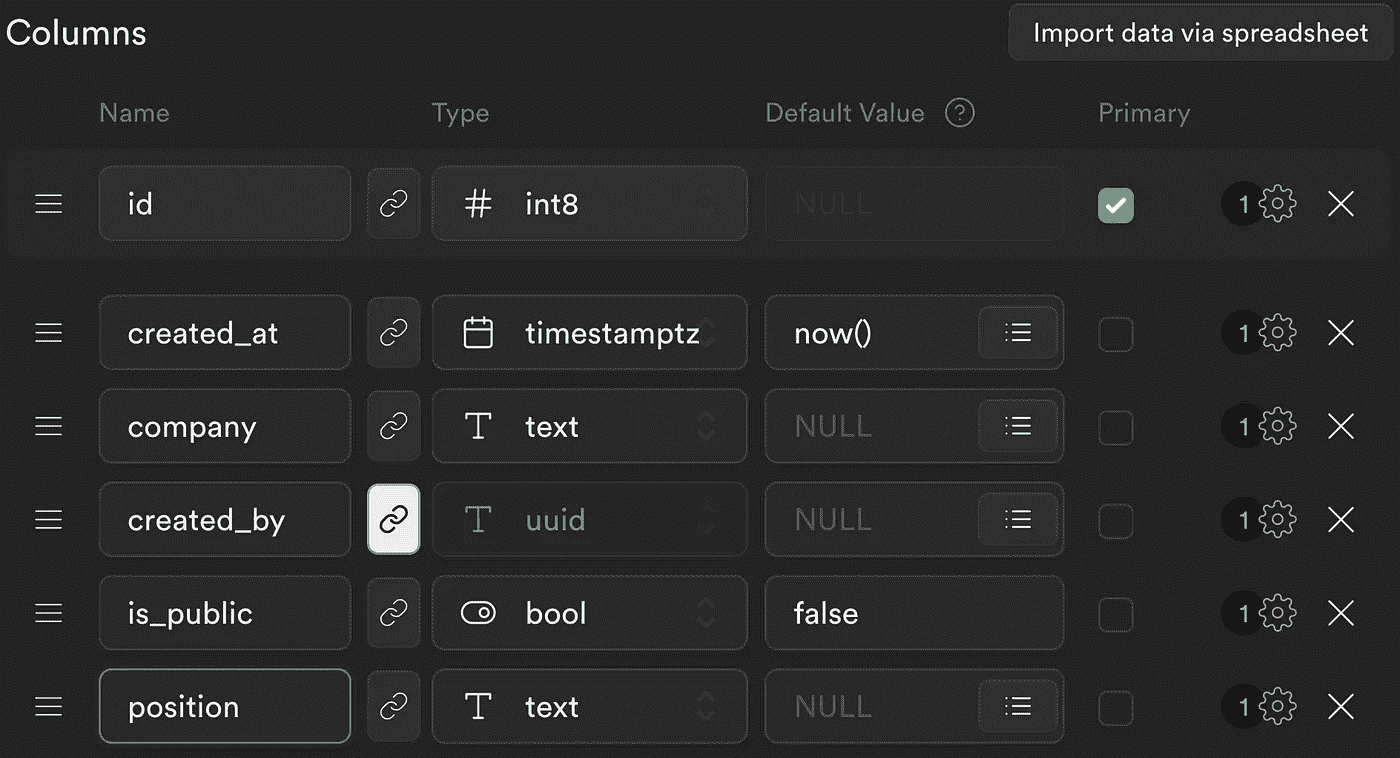 Columns Import data via spreadsheet
Name Type Default Value ? Primary
id int8 NULL 1
created_at timestamptz now() 1
company text NULL 1
created_by uuid NULL 1
is_public bool false 1
position text NULL 1